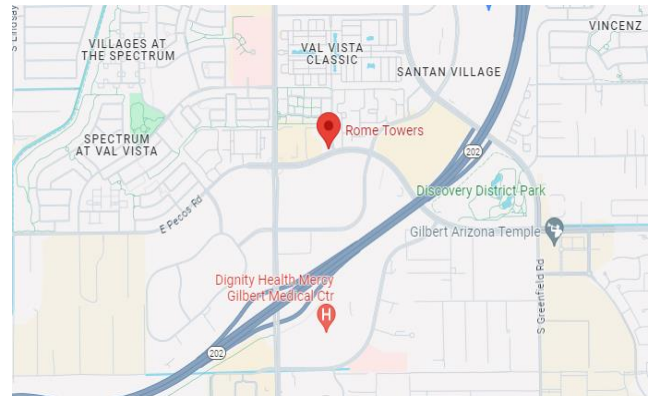 S Lindsay
VILLAGES AT
THE SPECTRUM
VAL VISTA
CLASSIC
VINCENZ
SANTAN VILLAGE
Rome Towers
SPECTRUM
AT VAL VISTA
202
Discovery District Park
E Pecos Rd
Gilbert Arizona Temple
Dignity Health Mercy
Gilbert Medical Ctr
H
S Greenfield Rd
202